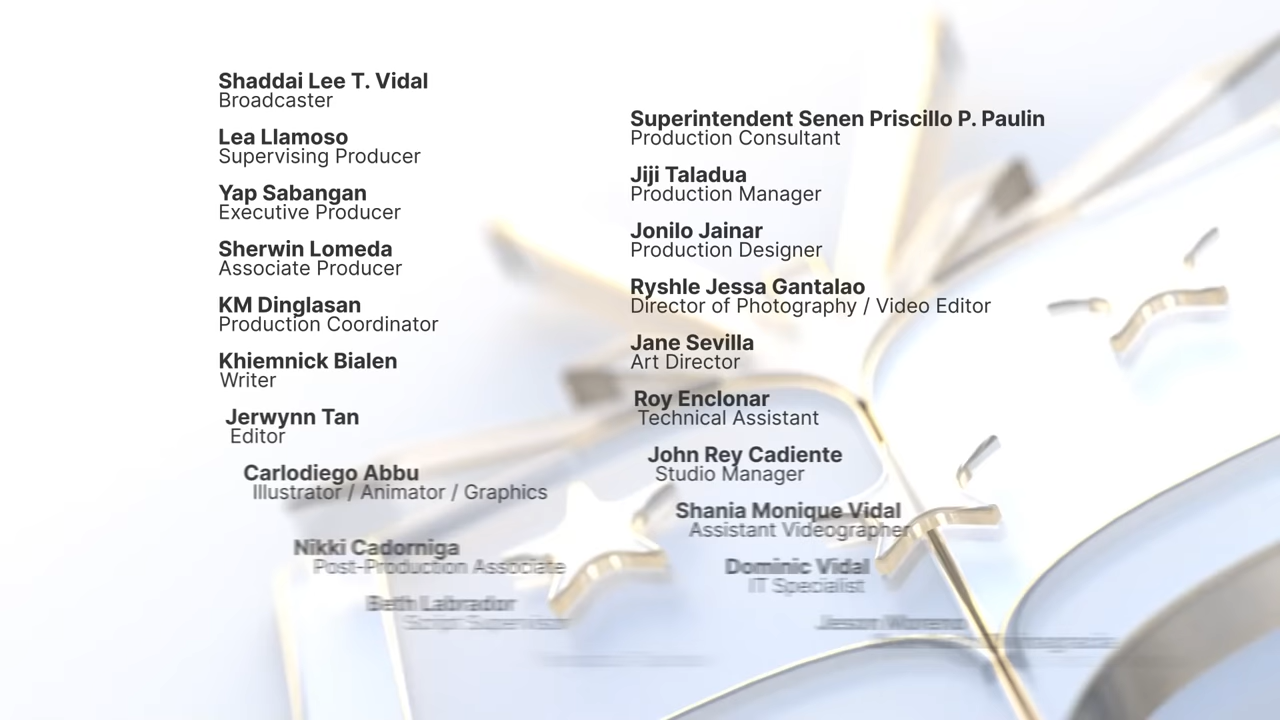 Shaddai Lee T. Vidal
Broadcaster
Lea Llamoso
Supervising Producer
Yap Sabangan
Executive Producer
Sherwin Lomeda
Associate Producer
KM Dinglasan
Production Coordinator
Khiemnick Bialen
Writer
Jerwynn Tan
Editor
Carlodiego Abbu
Illustrator / Animator / Graphics
Nikki Cadorniga
Post-Production Associate
Beth Labrador
Script Supervisor
Superintendent Senen Priscillo P. Paulin
Production Consultant
Jiji Taladua
Production Manager
Jonilo Jainar
Production Designer
Ryshle Jessa Gantalao
Director of Photography / Video Editor
Jane Sevilla
Art Director
Roy Enclonar
Technical Assistant
John Rey Cadiente
Studio Manager
Shania Monique Vidal
Assistant Videographer
Dominic Vidal
IT Specialist